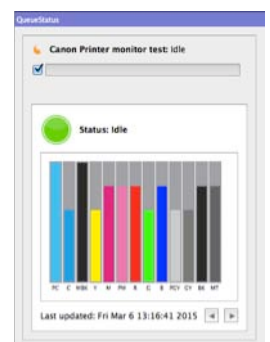 QueueStatus
Canon Printer monitor test: Idle
Status: Idle
PC C MBK Y M PM R G B PGY GY BK MT
Last updated: Fri Mar 6 13:16:41 2015